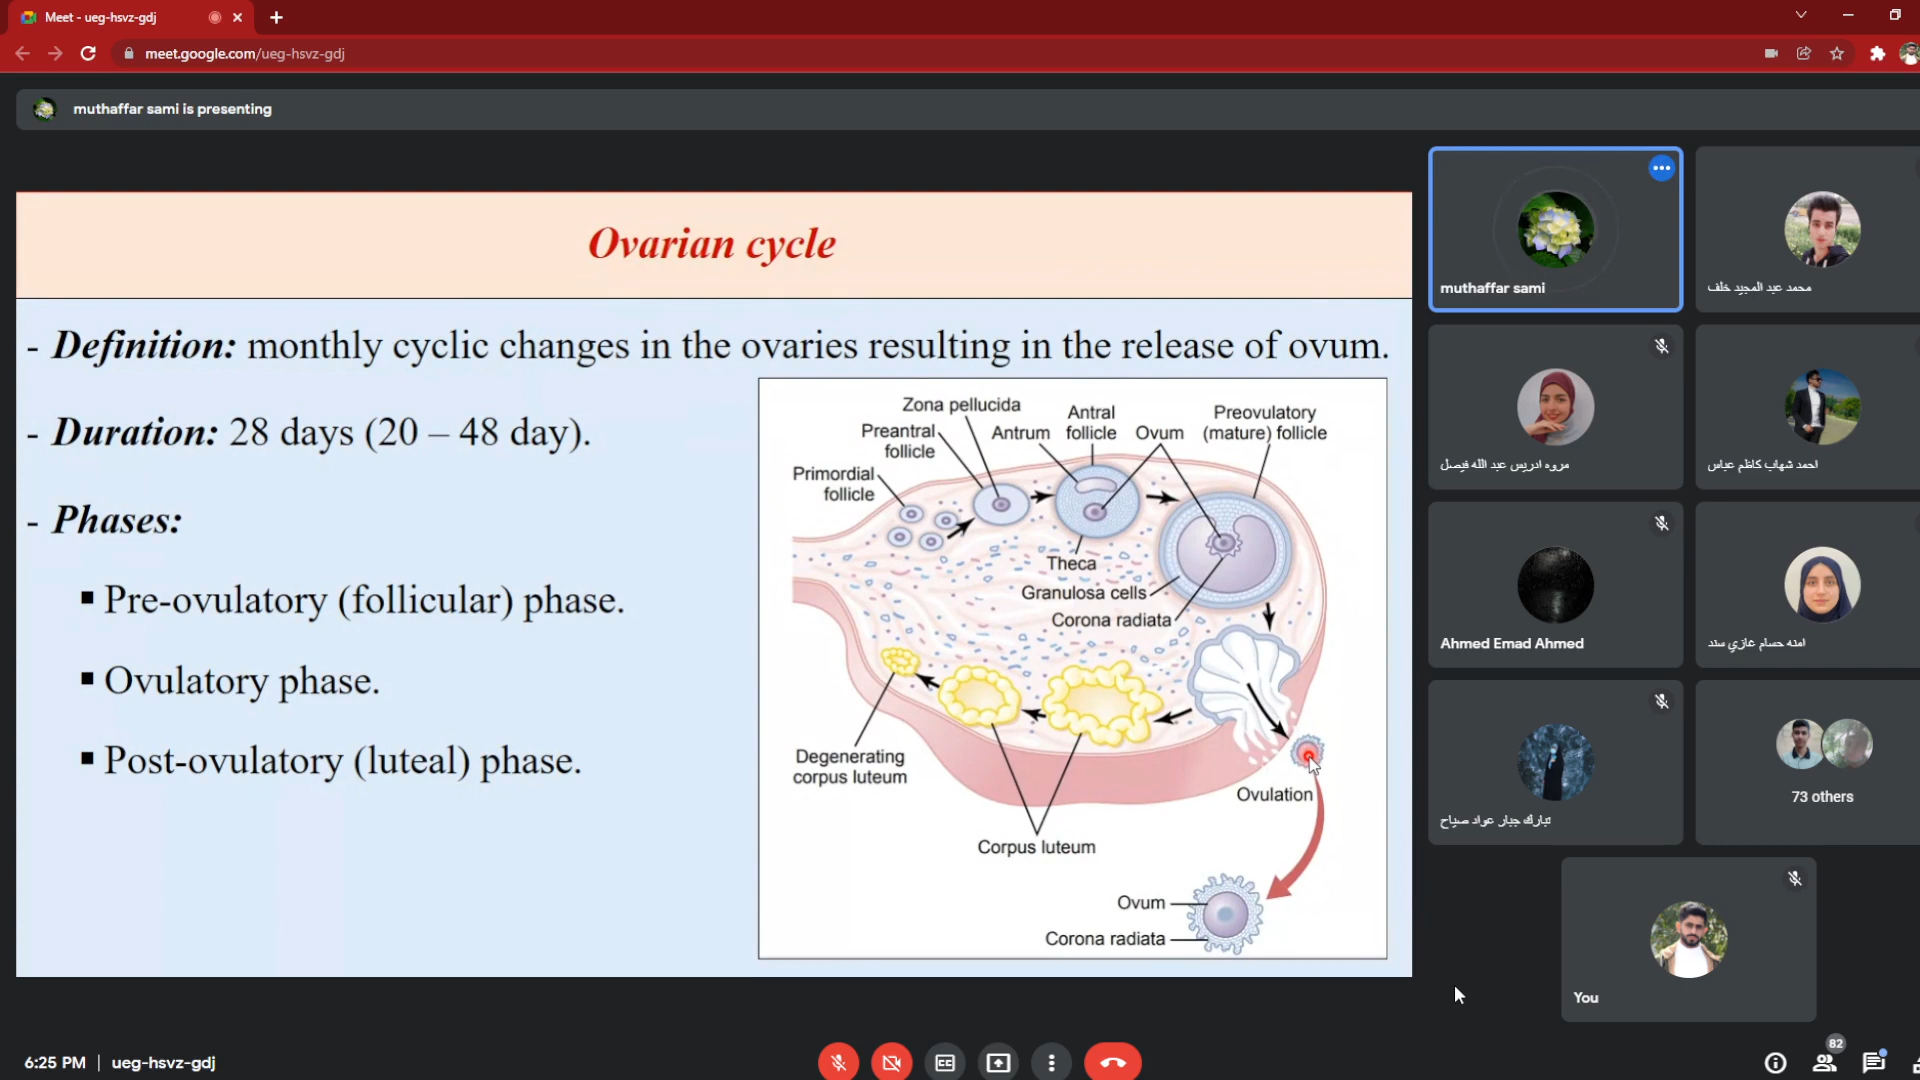 Meet - ueg-hsvz-gdj
meet.google.com/ueg-hsvz-gdj
muthaffar sami is presenting
Ovarian cycle
- Definition: monthly cyclic changes in the ovaries resulting in the release of ovum.
- Duration: 28 days (20 – 48 day).
- Phases:
▪ Pre-ovulatory (follicular) phase.
▪ Ovulatory phase.
▪ Post-ovulatory (luteal) phase.
Zona pellucida
Preantral
follicle
Primordial
follicle
Antrum
Antral
follicle
Ovum
Preovulatory
(mature) follicle
Theca
Granulosa cells
Corona radiata
Degenerating
corpus luteum
Corpus luteum
Ovulation
Ovum
Corona radiata
muthaffar sami
محمد عبد المجيد خلف
مروه ادريس عبد الله فيصل
احمد شهاب كاظم عباس
Ahmed Emad Ahmed
امنه حسام غازي سند
تبارك جبار عواد صياح
73 others
You
6:25 PM | ueg-hsvz-gdj
82